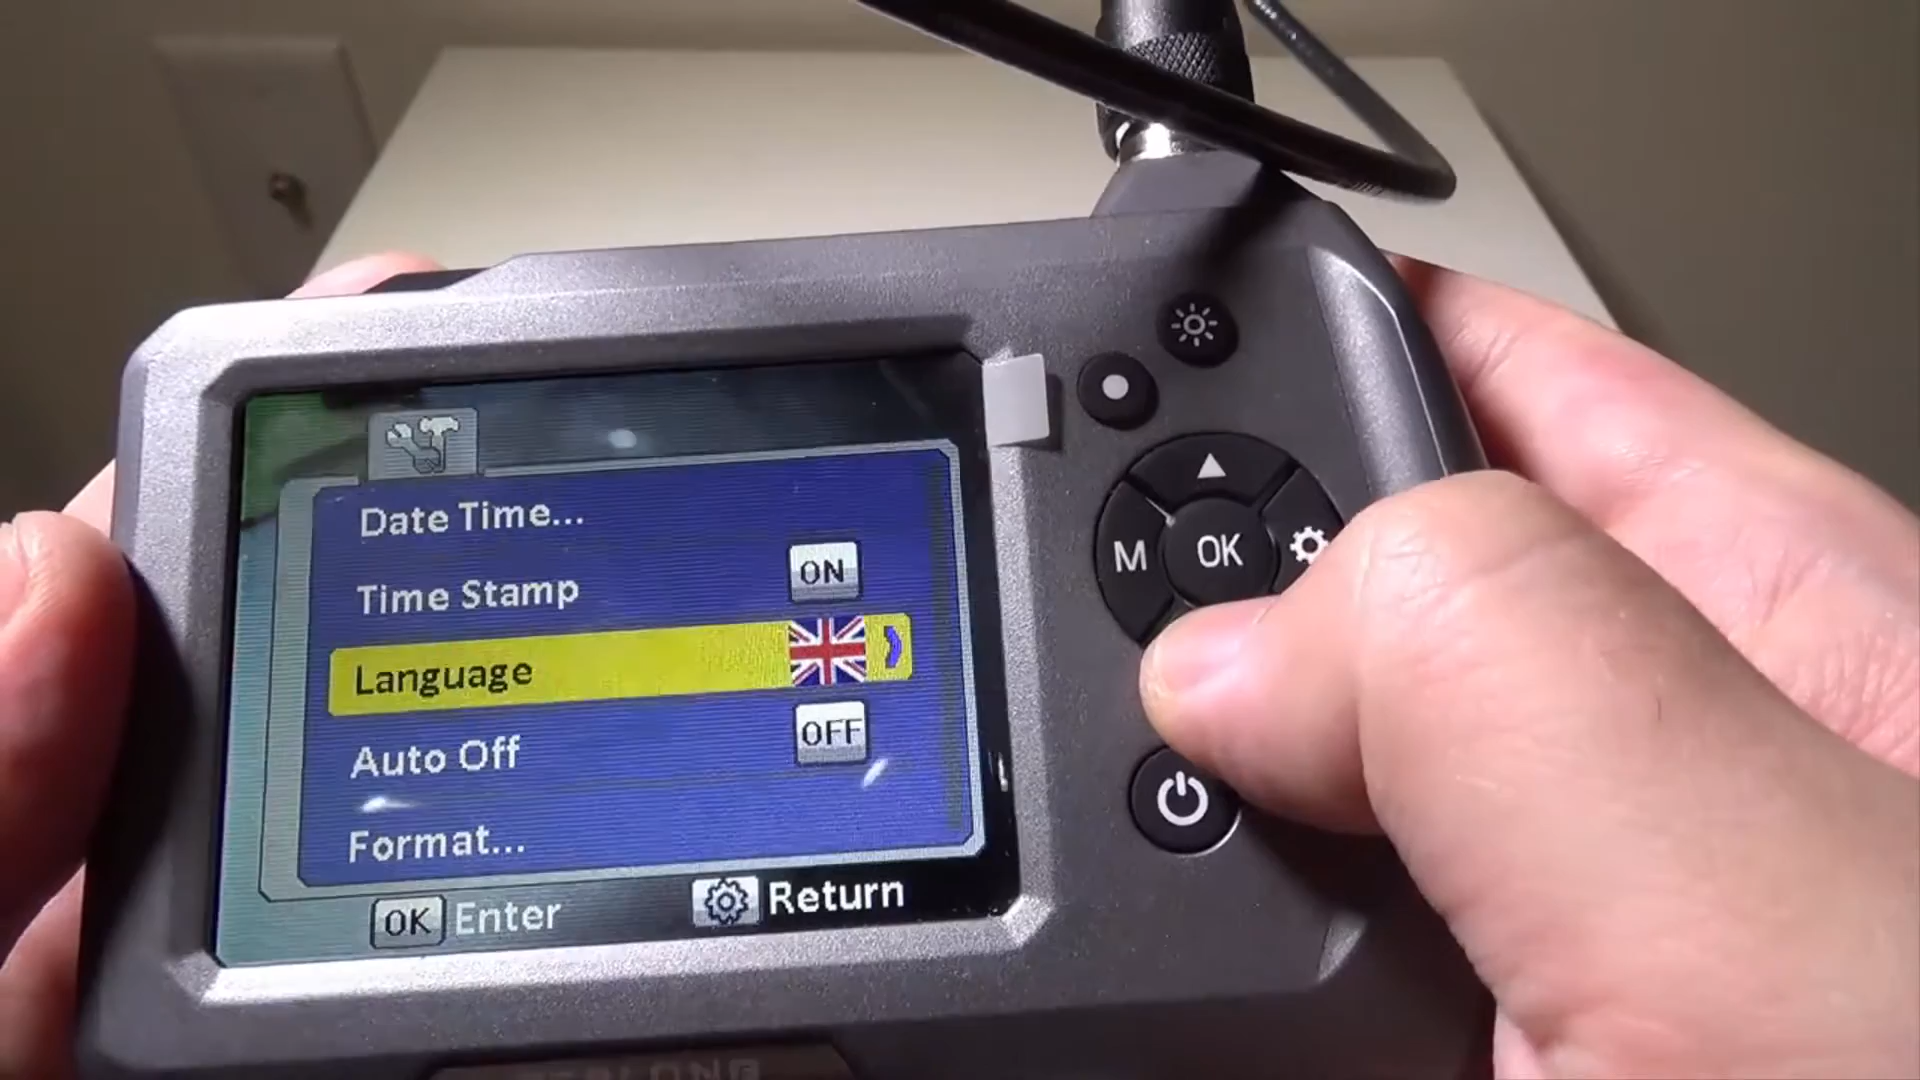 Date Time...
Time Stamp ON
Language
Auto Off OFF
Format...
OK Enter Return
M OK